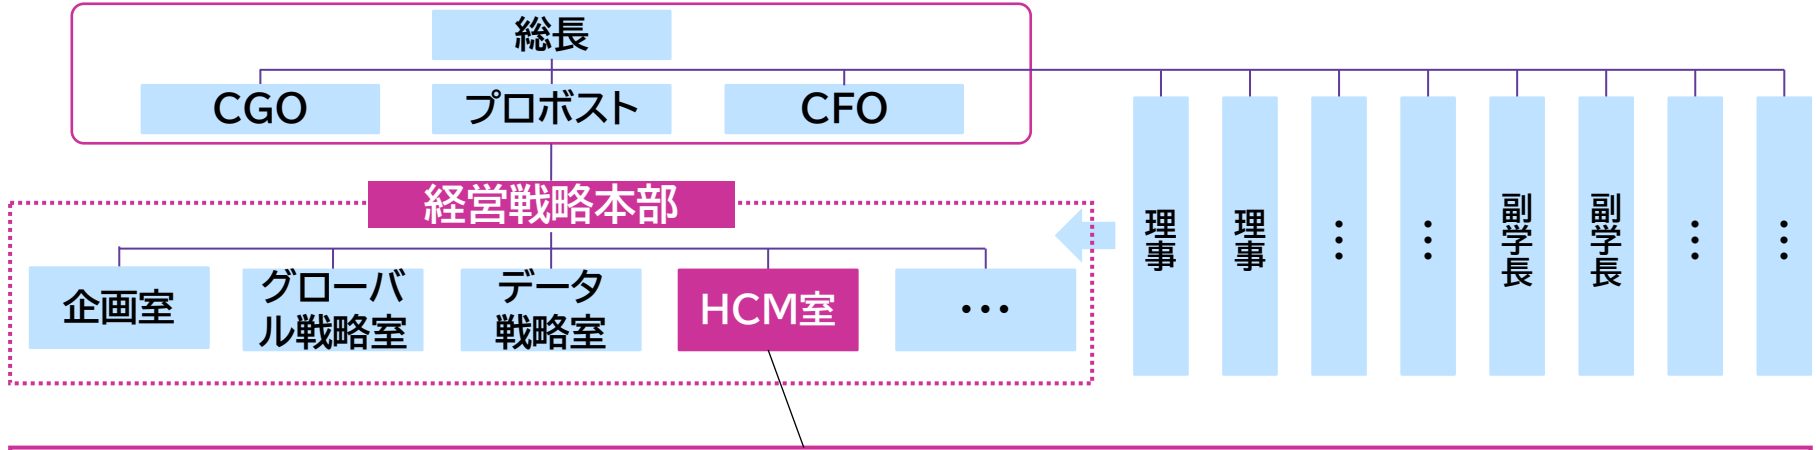 総長
CGO
プロボスト
CFO
経営戦略本部
企画室
グローバ
ル戦略室
データ
戦略室
HCM室
・・・
理事
理事
・・・
・・・
副学長
副学長
・・・
・・・